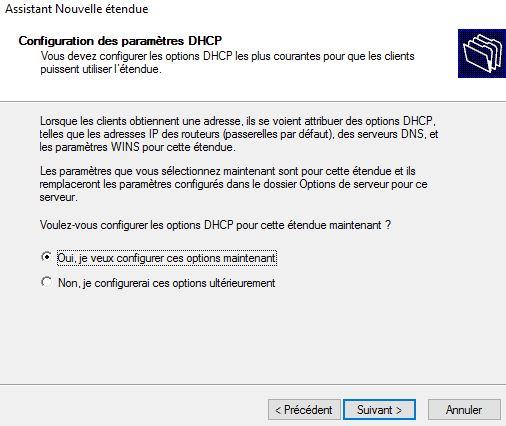 Assistant Nouvelle étendue
Configuration des paramètres DHCP
Vous devez configurer les options DHCP les plus courantes pour que les clients
puissent utiliser l'étendue.
Lorsque les clients obtiennent une adresse, ils se voient attribuer des options DHCP,
telles que les adresses IP des routeurs (passerelles par défaut), des serveurs DNS, et
les paramètres WINS pour cette étendue.
Les paramètres que vous sélectionnez maintenant sont pour cette étendue et ils
remplaceront les paramètres configurés dans le dossier Options de serveur pour ce
serveur.
Voulez-vous configurer les options DHCP pour cette étendue maintenant ?
Oui, je veux configurer ces options maintenant
Non, je configurerai ces options ultérieurement
< Précédent
Suivant >
Annuler